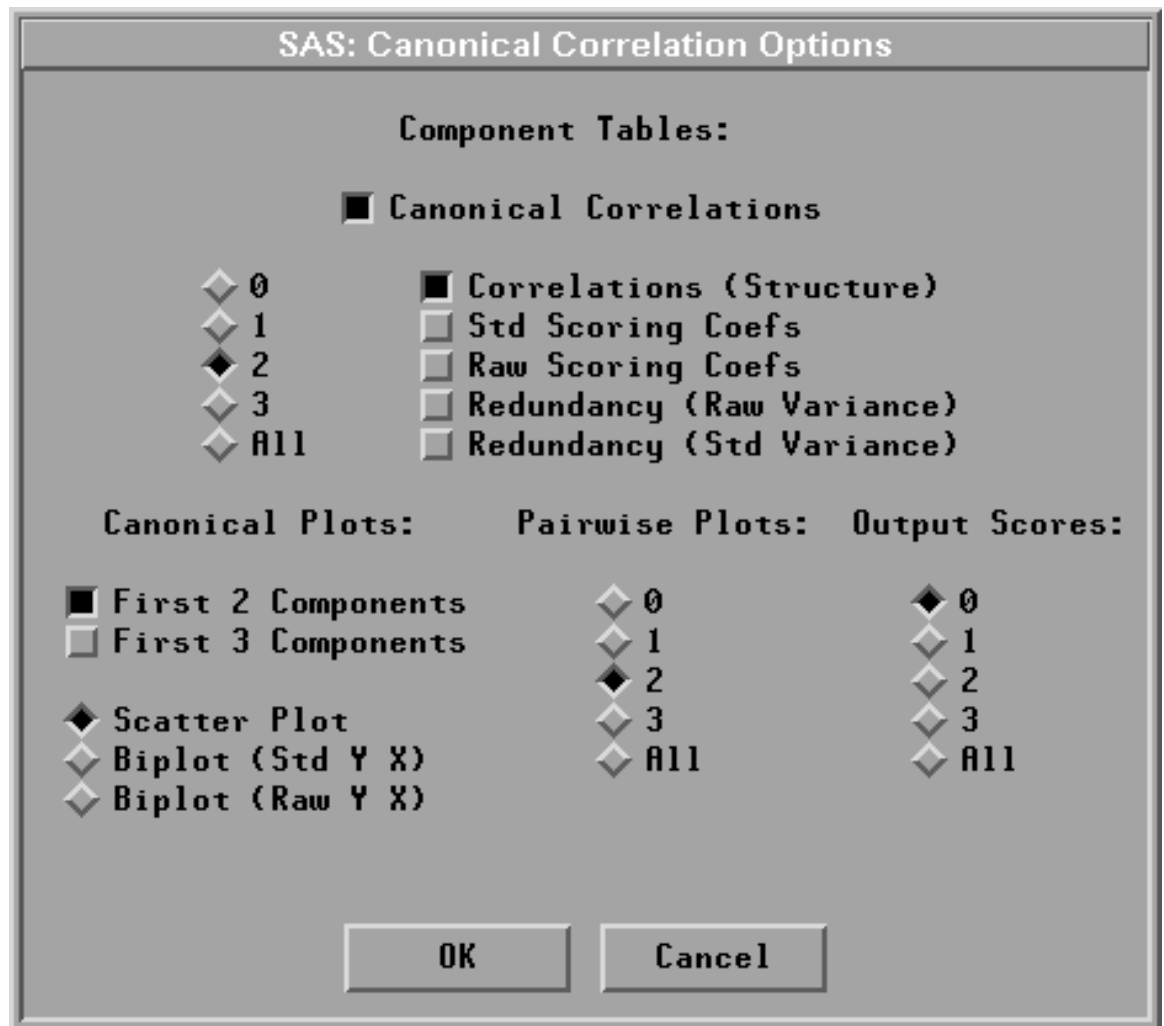 SAS: Canonical Correlation Options
Component Tables:
Canonical Correlations
0
1
2
3
All
Correlations (Structure)
Std Scoring Coefs
Raw Scoring Coefs
Redundancy (Raw Variance)
Redundancy (Std Variance)
Canonical Plots:
First 2 Components
First 3 Components
Scatter Plot
Biplot (Std Y X)
Biplot (Raw Y X)
Pairwise Plots:
0
1
2
3
All
Output Scores:
0
1
2
3
All
OK
Cancel